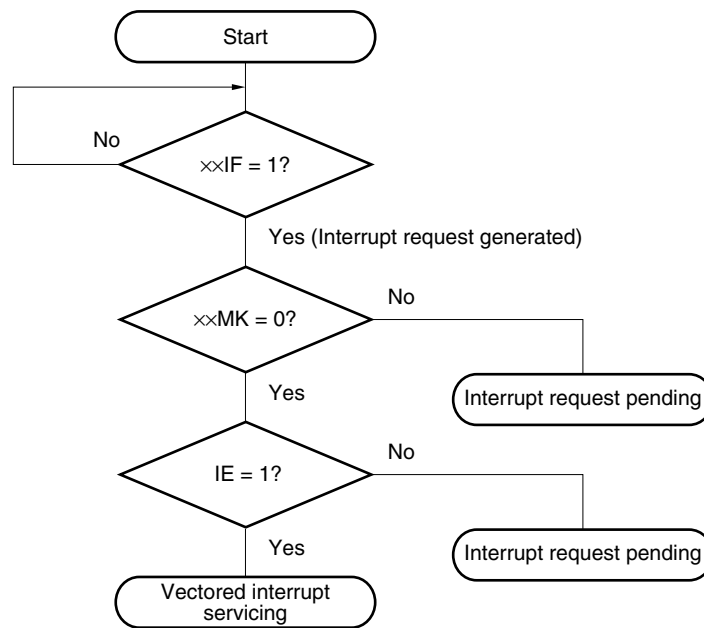 Start
No
××IF = 1?
Yes (Interrupt request generated)
××MK = 0?
No
Interrupt request pending
Yes
IE = 1?
No
Interrupt request pending
Yes
Vectored interrupt
servicing